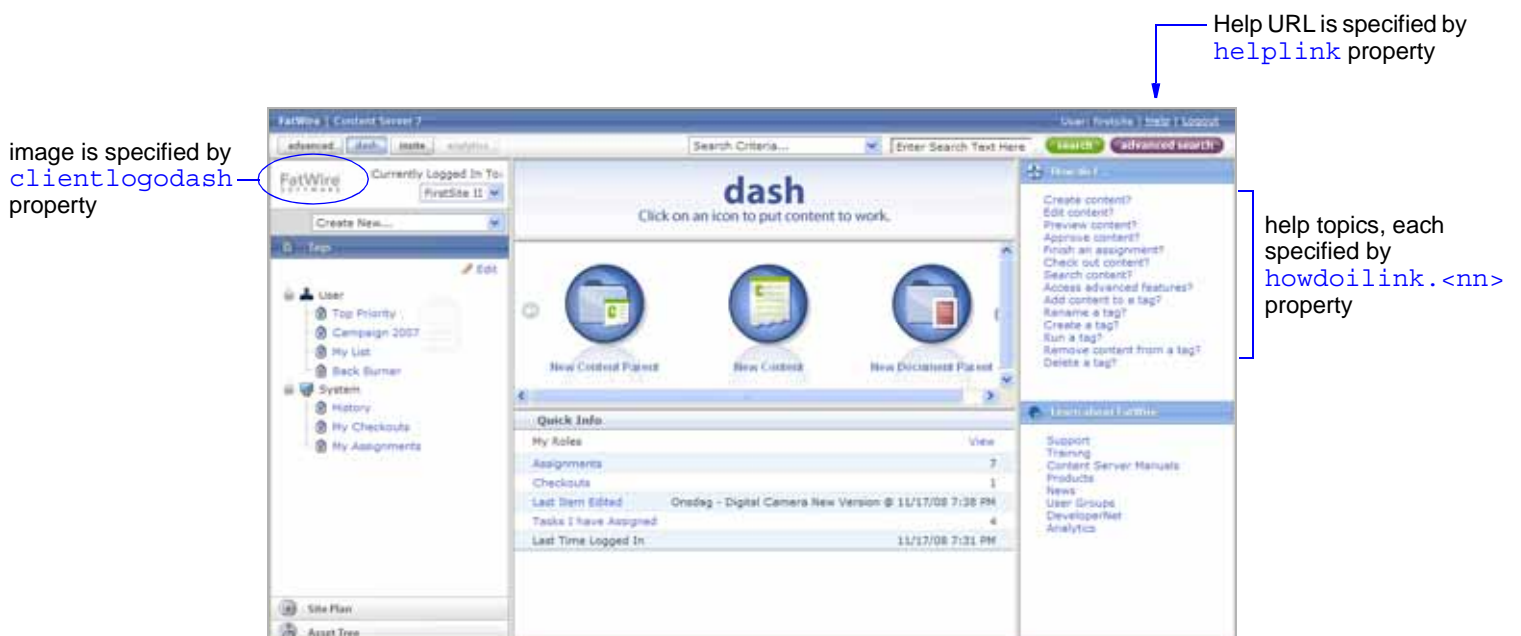 Help URL is specified by
helplink property
image is specified by
clientlogodash
property
FatWire | Content Server 7
User: firstsite | Help | Logout
advanced
dash
insite
analytics
Search Criteria...
Enter Search Text Here
search
advanced search
FatWire
SOFTWARE
Currently Logged In To:
FirstSite II
Create New...
Tags
Edit
User
Top Priority
Campaign 2007
My List
Back Burner
System
History
My Checkouts
My Assignments
Site Plan
Asset Tree
dash
Click on an icon to put content to work.
New Content Parent
New Content
New Document Parent
Quick Info
My Roles View
Assignments 7
Checkouts 1
Last Item Edited Onsdag - Digital Camera New Version @ 11/17/08 7:38 PM
Tasks I have Assigned 4
Last Time Logged In 11/17/08 7:31 PM
How do I...
Create content?
Edit content?
Preview content?
Approve content?
Finish an assignment?
Check out content?
Search content?
Access advanced features?
Add content to a tag?
Rename a tag?
Create a tag?
Run a tag?
Remove content from a tag?
Delete a tag?
Learn about FatWire
Support
Training
Content Server Manuals
Products
News
User Groups
DeveloperNet
Analytics
help topics, each
specified by
howdoilink.<nn>
property